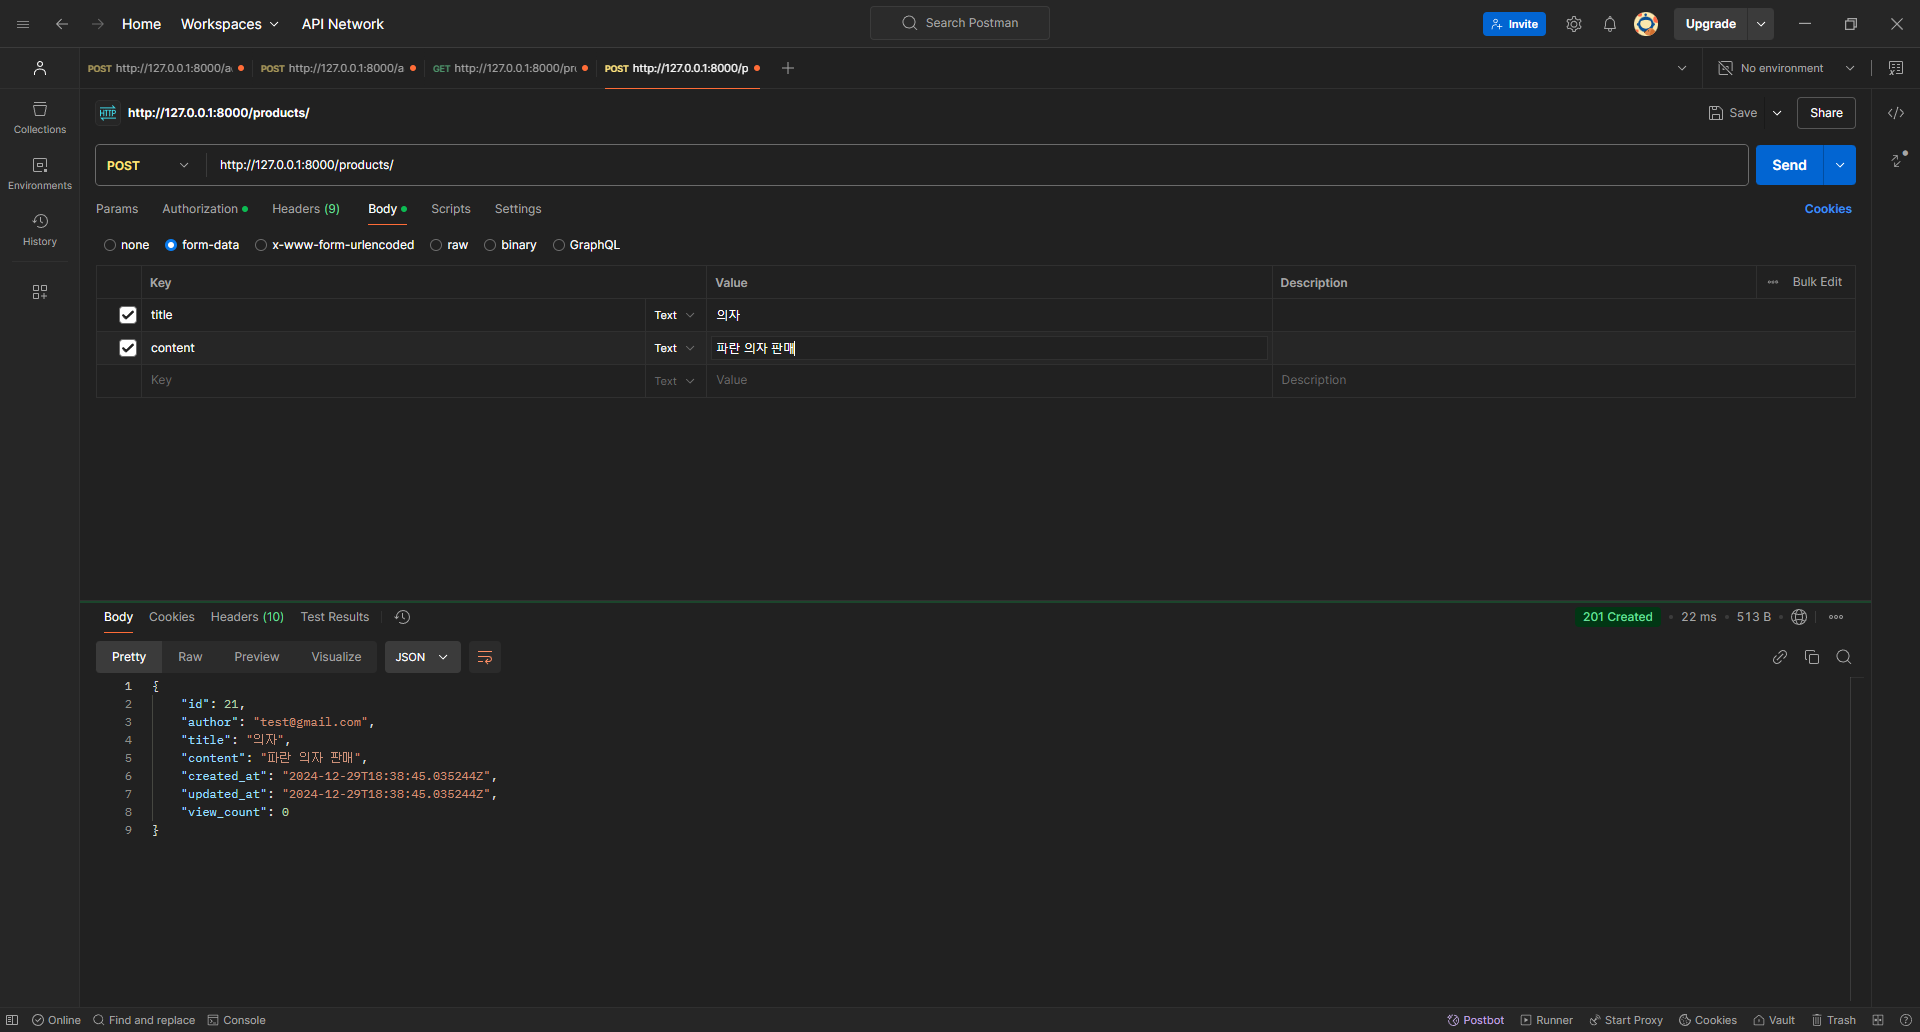 Home Workspaces API Network Search Postman Invite Upgrade
POST http://127.0.0.1:8000/a POST http://127.0.0.1:8000/a GET http://127.0.0.1:8000/pr POST http://127.0.0.1:8000/p No environment
HTTP http://127.0.0.1:8000/products/ Save Share
Collections
POST http://127.0.0.1:8000/products/ Send
Environments
Params Authorization Headers (9) Body Scripts Settings Cookies
History
none form-data x-www-form-urlencoded raw binary GraphQL
Key Value Description Bulk Edit
title Text 의자
content Text 파란 의자 판매
Key Text Value Description
Body Cookies Headers (10) Test Results 201 Created 22 ms 513 B
Pretty Raw Preview Visualize JSON
1 {
2 "id": 21,
3 "author": "test@gmail.com",
4 "title": "의자",
5 "content": "파란 의자 판매",
6 "created_at": "2024-12-29T18:38:45.035244Z",
7 "updated_at": "2024-12-29T18:38:45.035244Z",
8 "view_count": 0
9 }
Online Find and replace Console Postbot Runner Start Proxy Cookies Vault Trash